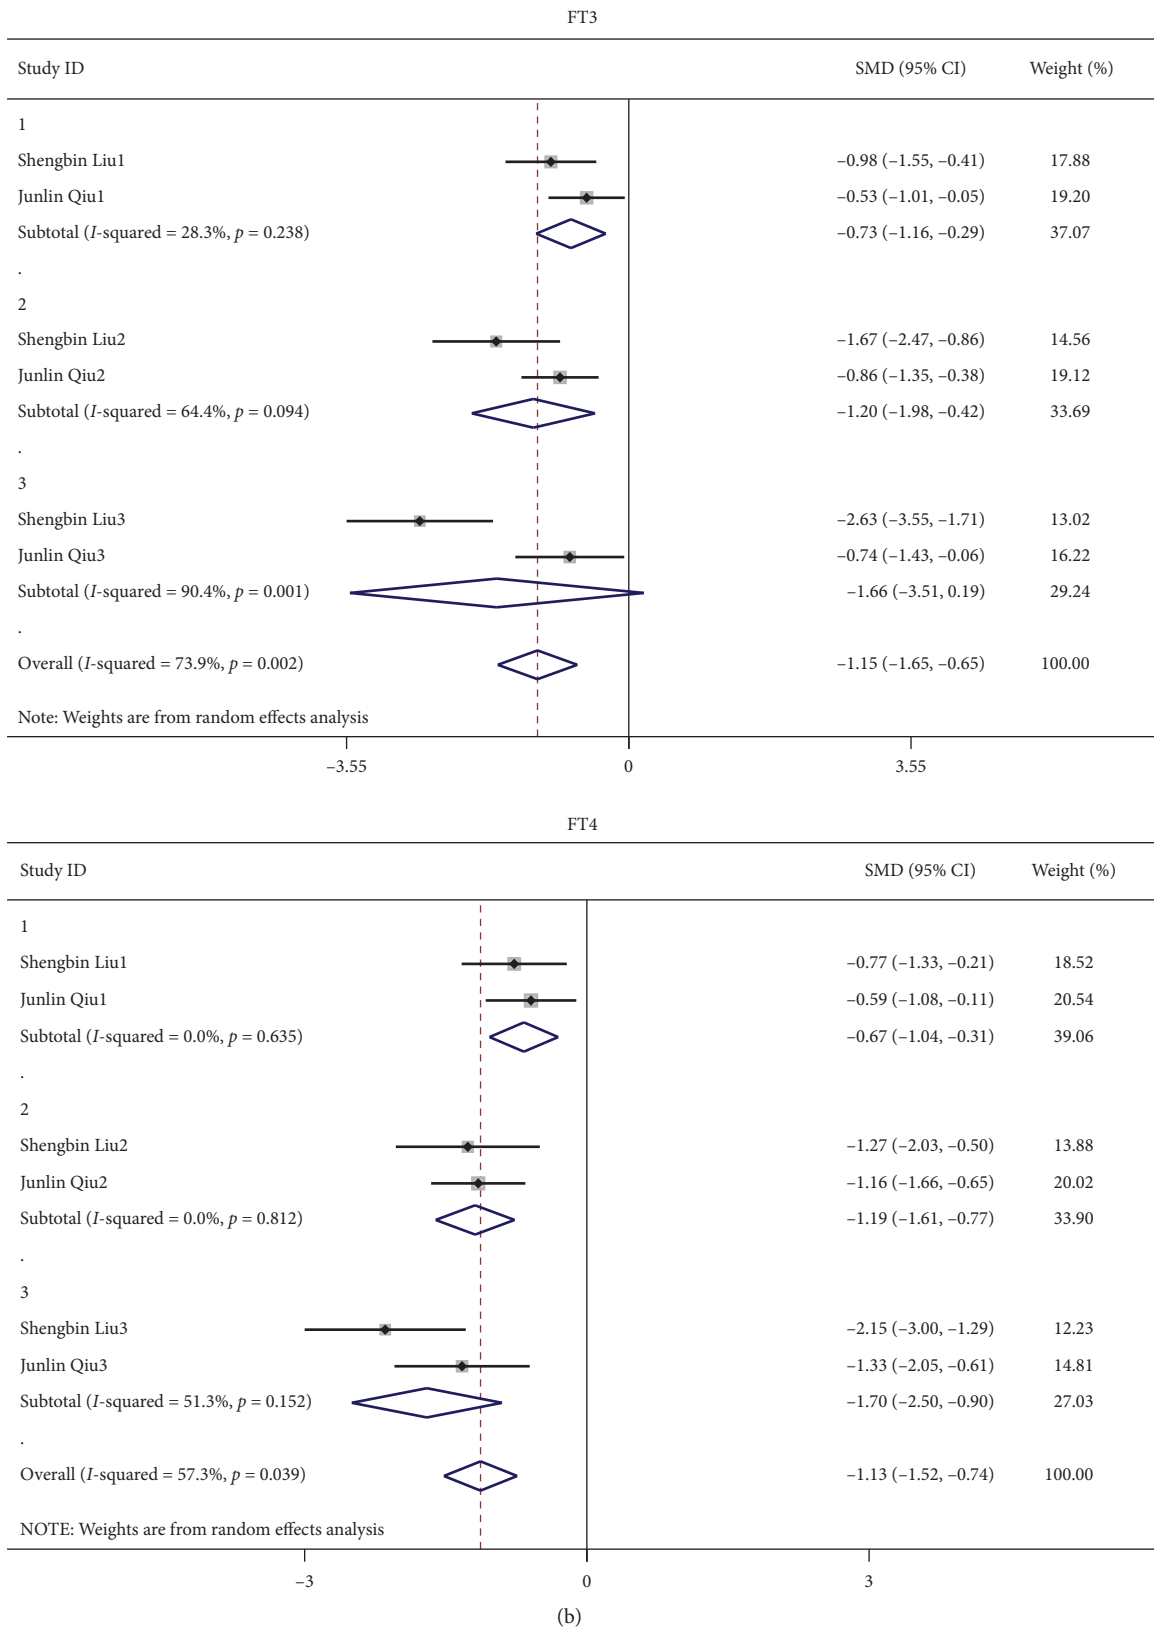 FT3
Study ID SMD (95% CI) Weight (%)
1
Shengbin Liu1 –0.98 (–1.55, –0.41) 17.88
Junlin Qiu1 –0.53 (–1.01, –0.05) 19.20
Subtotal (I-squared = 28.3%, p = 0.238) –0.73 (–1.16, –0.29) 37.07
.
2
Shengbin Liu2 –1.67 (–2.47, –0.86) 14.56
Junlin Qiu2 –0.86 (–1.35, –0.38) 19.12
Subtotal (I-squared = 64.4%, p = 0.094) –1.20 (–1.98, –0.42) 33.69
.
3
Shengbin Liu3 –2.63 (–3.55, –1.71) 13.02
Junlin Qiu3 –0.74 (–1.43, –0.06) 16.22
Subtotal (I-squared = 90.4%, p = 0.001) –1.66 (–3.51, 0.19) 29.24
.
Overall (I-squared = 73.9%, p = 0.002) –1.15 (–1.65, –0.65) 100.00
Note: Weights are from random effects analysis
–3.55 0 3.55
FT4
Study ID SMD (95% CI) Weight (%)
1
Shengbin Liu1 –0.77 (–1.33, –0.21) 18.52
Junlin Qiu1 –0.59 (–1.08, –0.11) 20.54
Subtotal (I-squared = 0.0%, p = 0.635) –0.67 (–1.04, –0.31) 39.06
.
2
Shengbin Liu2 –1.27 (–2.03, –0.50) 13.88
Junlin Qiu2 –1.16 (–1.66, –0.65) 20.02
Subtotal (I-squared = 0.0%, p = 0.812) –1.19 (–1.61, –0.77) 33.90
.
3
Shengbin Liu3 –2.15 (–3.00, –1.29) 12.23
Junlin Qiu3 –1.33 (–2.05, –0.61) 14.81
Subtotal (I-squared = 51.3%, p = 0.152) –1.70 (–2.50, –0.90) 27.03
.
Overall (I-squared = 57.3%, p = 0.039) –1.13 (–1.52, –0.74) 100.00
NOTE: Weights are from random effects analysis
–3 0 3
(b)